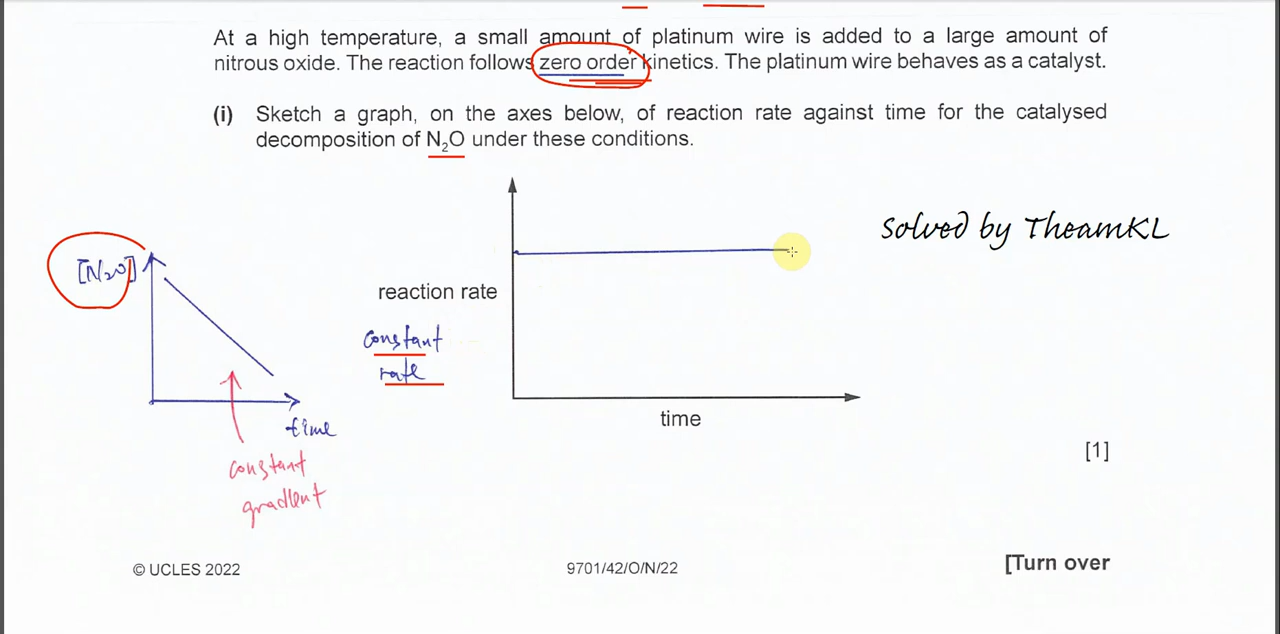 At a high temperature, a small amount of platinum wire is added to a large amount of
nitrous oxide. The reaction follows zero order kinetics. The platinum wire behaves as a catalyst.
(i) Sketch a graph, on the axes below, of reaction rate against time for the catalysed
decomposition of N₂O under these conditions.
Solved by TheamKL
[N₂O]
reaction rate
constant
rate
time
time
constant
gradient
[1]
© UCLES 2022
9701/42/O/N/22
[Turn over